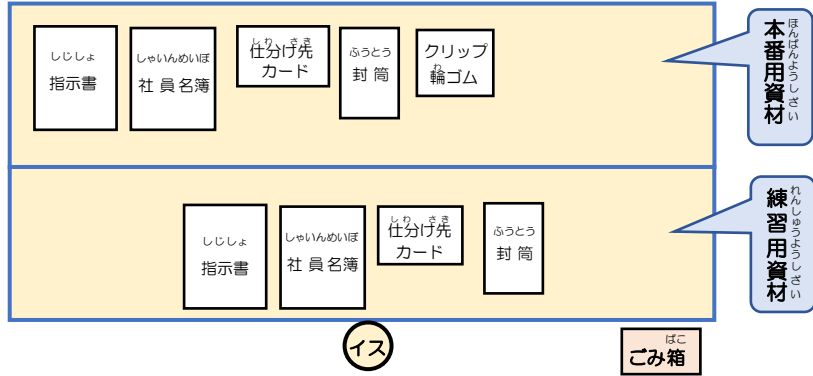 しじしょ
指示書
しゃいんめいぼ
社員名簿
しわ さき
仕分け先
カード
ふうとう
封筒
クリップ
わ
輪ゴム
ほんばんようしざい
本番用資材
しじしょ
指示書
しゃいんめいぼ
社員名簿
しわ さき
仕分け先
カード
ふうとう
封筒
れんしゅうようしざい
練習用資材
イス
ばこ
ごみ箱